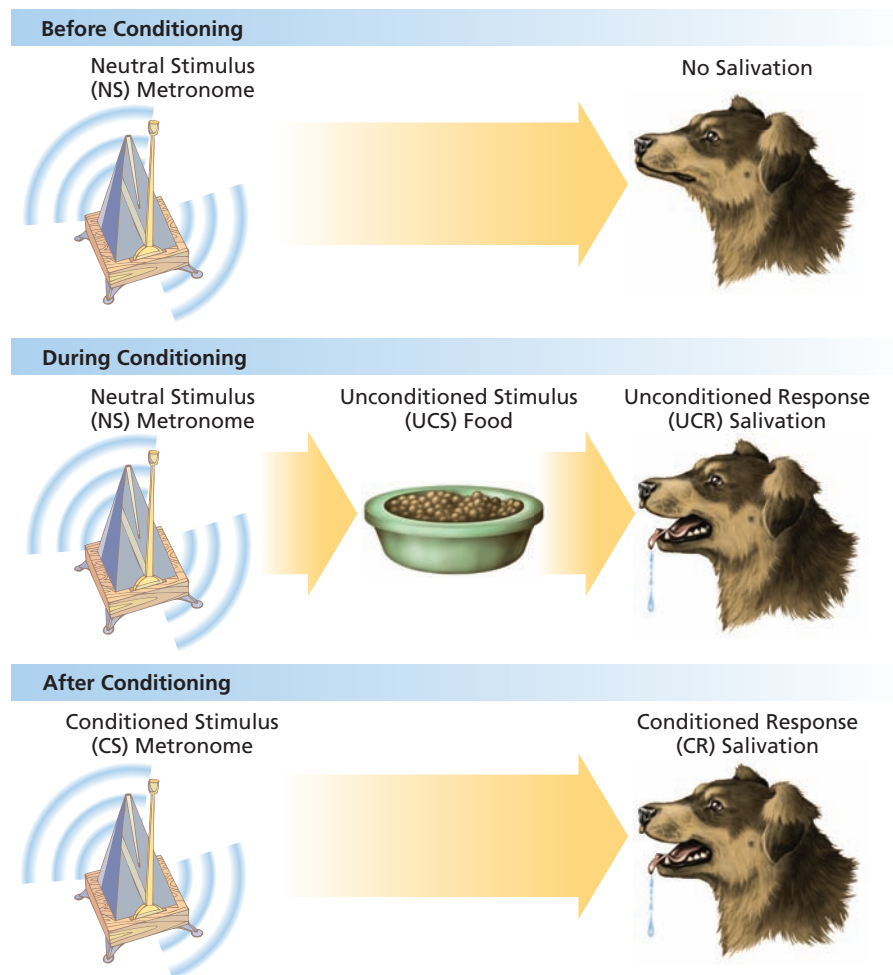 Before Conditioning
Neutral Stimulus
(NS) Metronome
No Salivation
During Conditioning
Neutral Stimulus
(NS) Metronome
Unconditioned Stimulus
(UCS) Food
Unconditioned Response
(UCR) Salivation
After Conditioning
Conditioned Stimulus
(CS) Metronome
Conditioned Response
(CR) Salivation